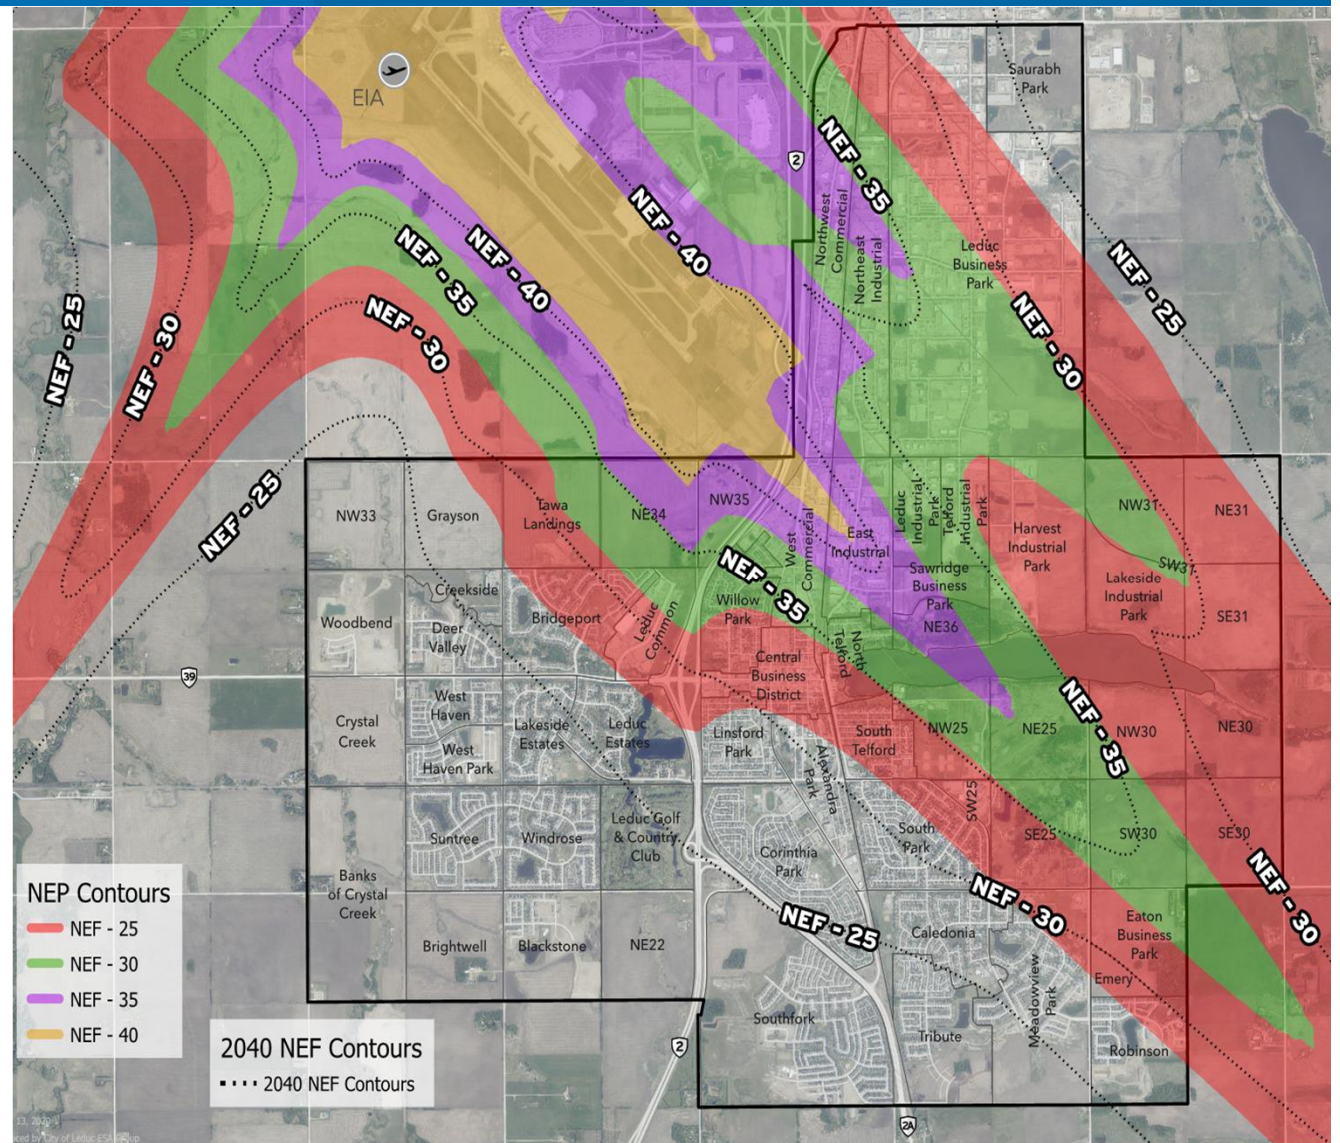 EIA
2
Saurabh
Park
NEF - 35
Northwest
Commercial
Northeast
Industrial
Leduc
Business
Park
NEF - 25
NEF - 40
NEF - 40
NEF - 35
NEF - 30
NEF - 25
NEF - 30
NEF - 30
NEF - 25
NW33
Grayson
Tawa
Landings
NE34
NW35
West
Commercial
East
Industrial
Leduc
Industrial
Park
Telford
Industrial
Park
Harvest
Industrial
Park
NW31
NE31
SW31
Woodbend
Creekside
Deer
Valley
Bridgeport
Leduc
Common
NEF - 35
Willow
Park
Sawridge
Business
Park
NE36
Lakeside
Industrial
Park
SE31
39
Central
Business
District
North
Telford
Crystal
Creek
West
Haven
West
Haven Park
Lakeside
Estates
Leduc
Estates
Linsford
Park
Alexandra
Park
South
Telford
NW25
NE25
NEF - 35
NW30
NE30
Suntree
Windrose
Leduc Golf
& Country
Club
Corinthia
Park
South
Park
SW25
SE25
SW30
SE30
Banks
of Crystal
Creek
NEF - 25
NEF - 30
NEF - 30
Brightwell
Blackstone
NE22
Caledonia
Eaton
Business
Park
Emery
Meadowview
Park
Southfork
Tribute
Robinson
2
2A
NEP Contours
NEF - 25
NEF - 30
NEF - 35
NEF - 40
2040 NEF Contours
2040 NEF Contours